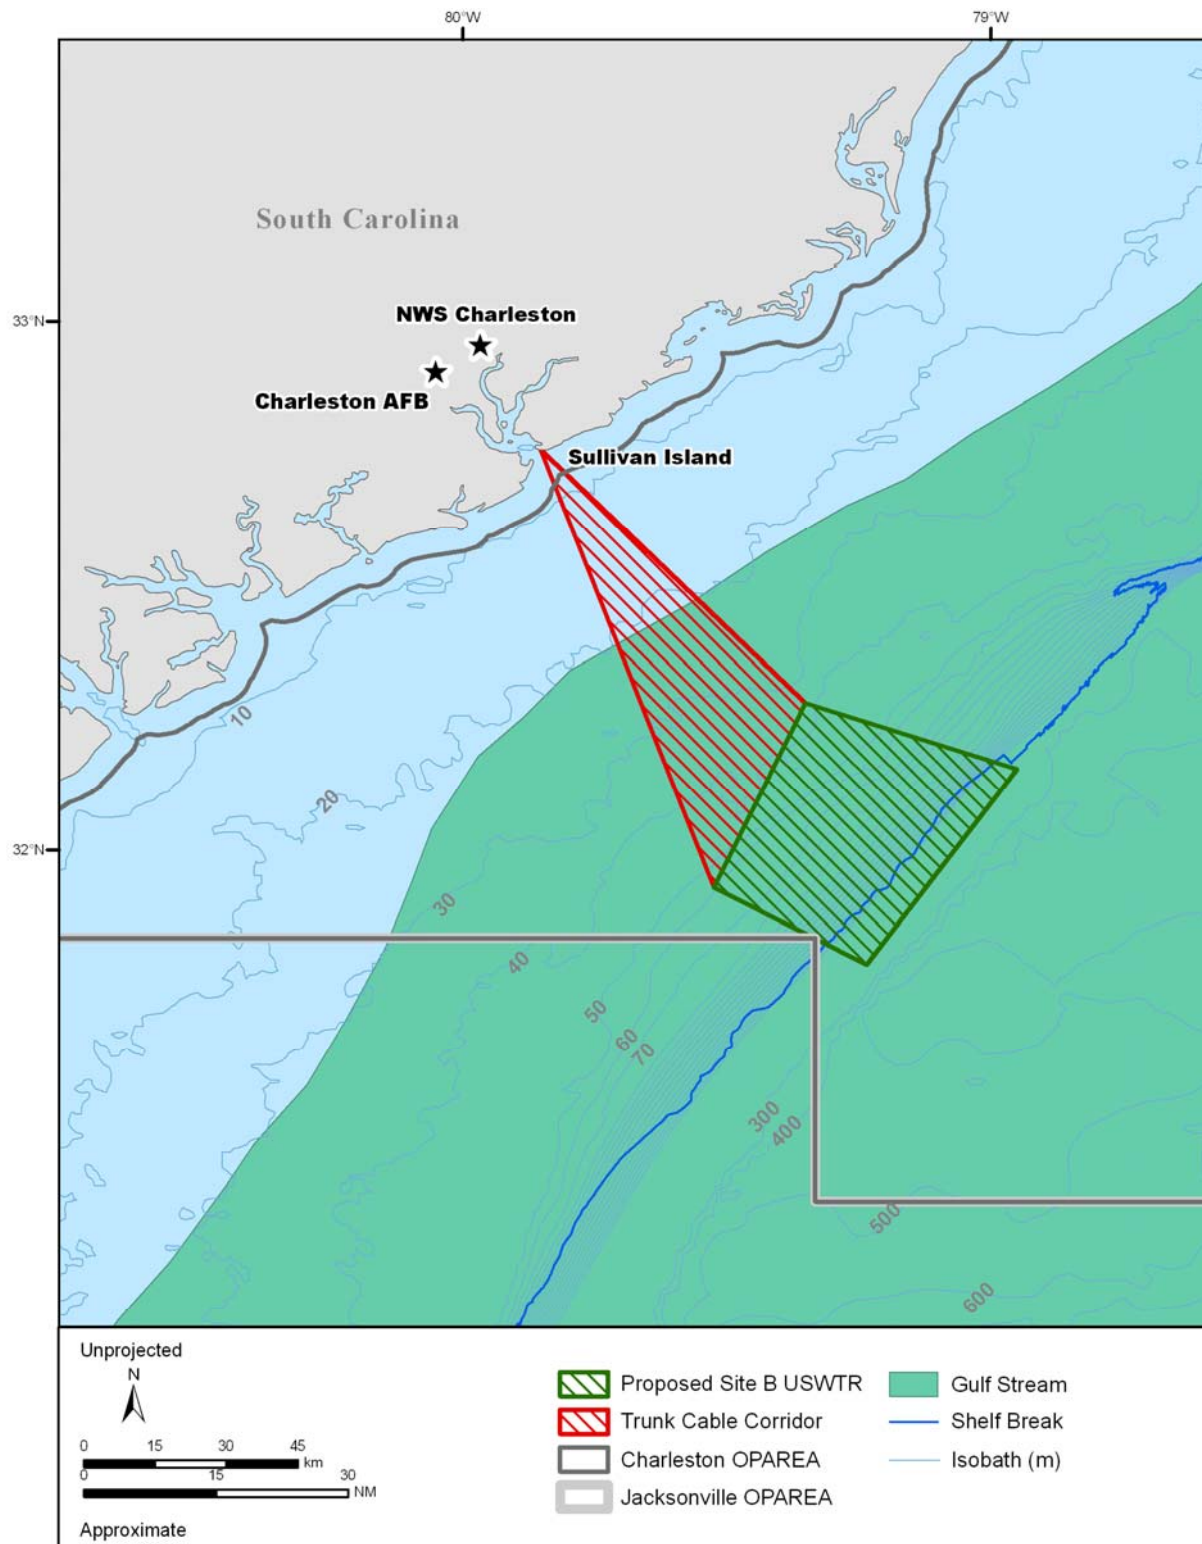 80°W
79°W
South Carolina
33°N
NWS Charleston
Charleston AFB
Sullivan Island
10
20
32°N
30
40
50
60
70
300
400
500
600
Unprojected
N
0 15 30 45
km
0 15 30
NM
Approximate
Proposed Site B USWTR
Trunk Cable Corridor
Charleston OPAREA
Jacksonville OPAREA
Gulf Stream
Shelf Break
Isobath (m)